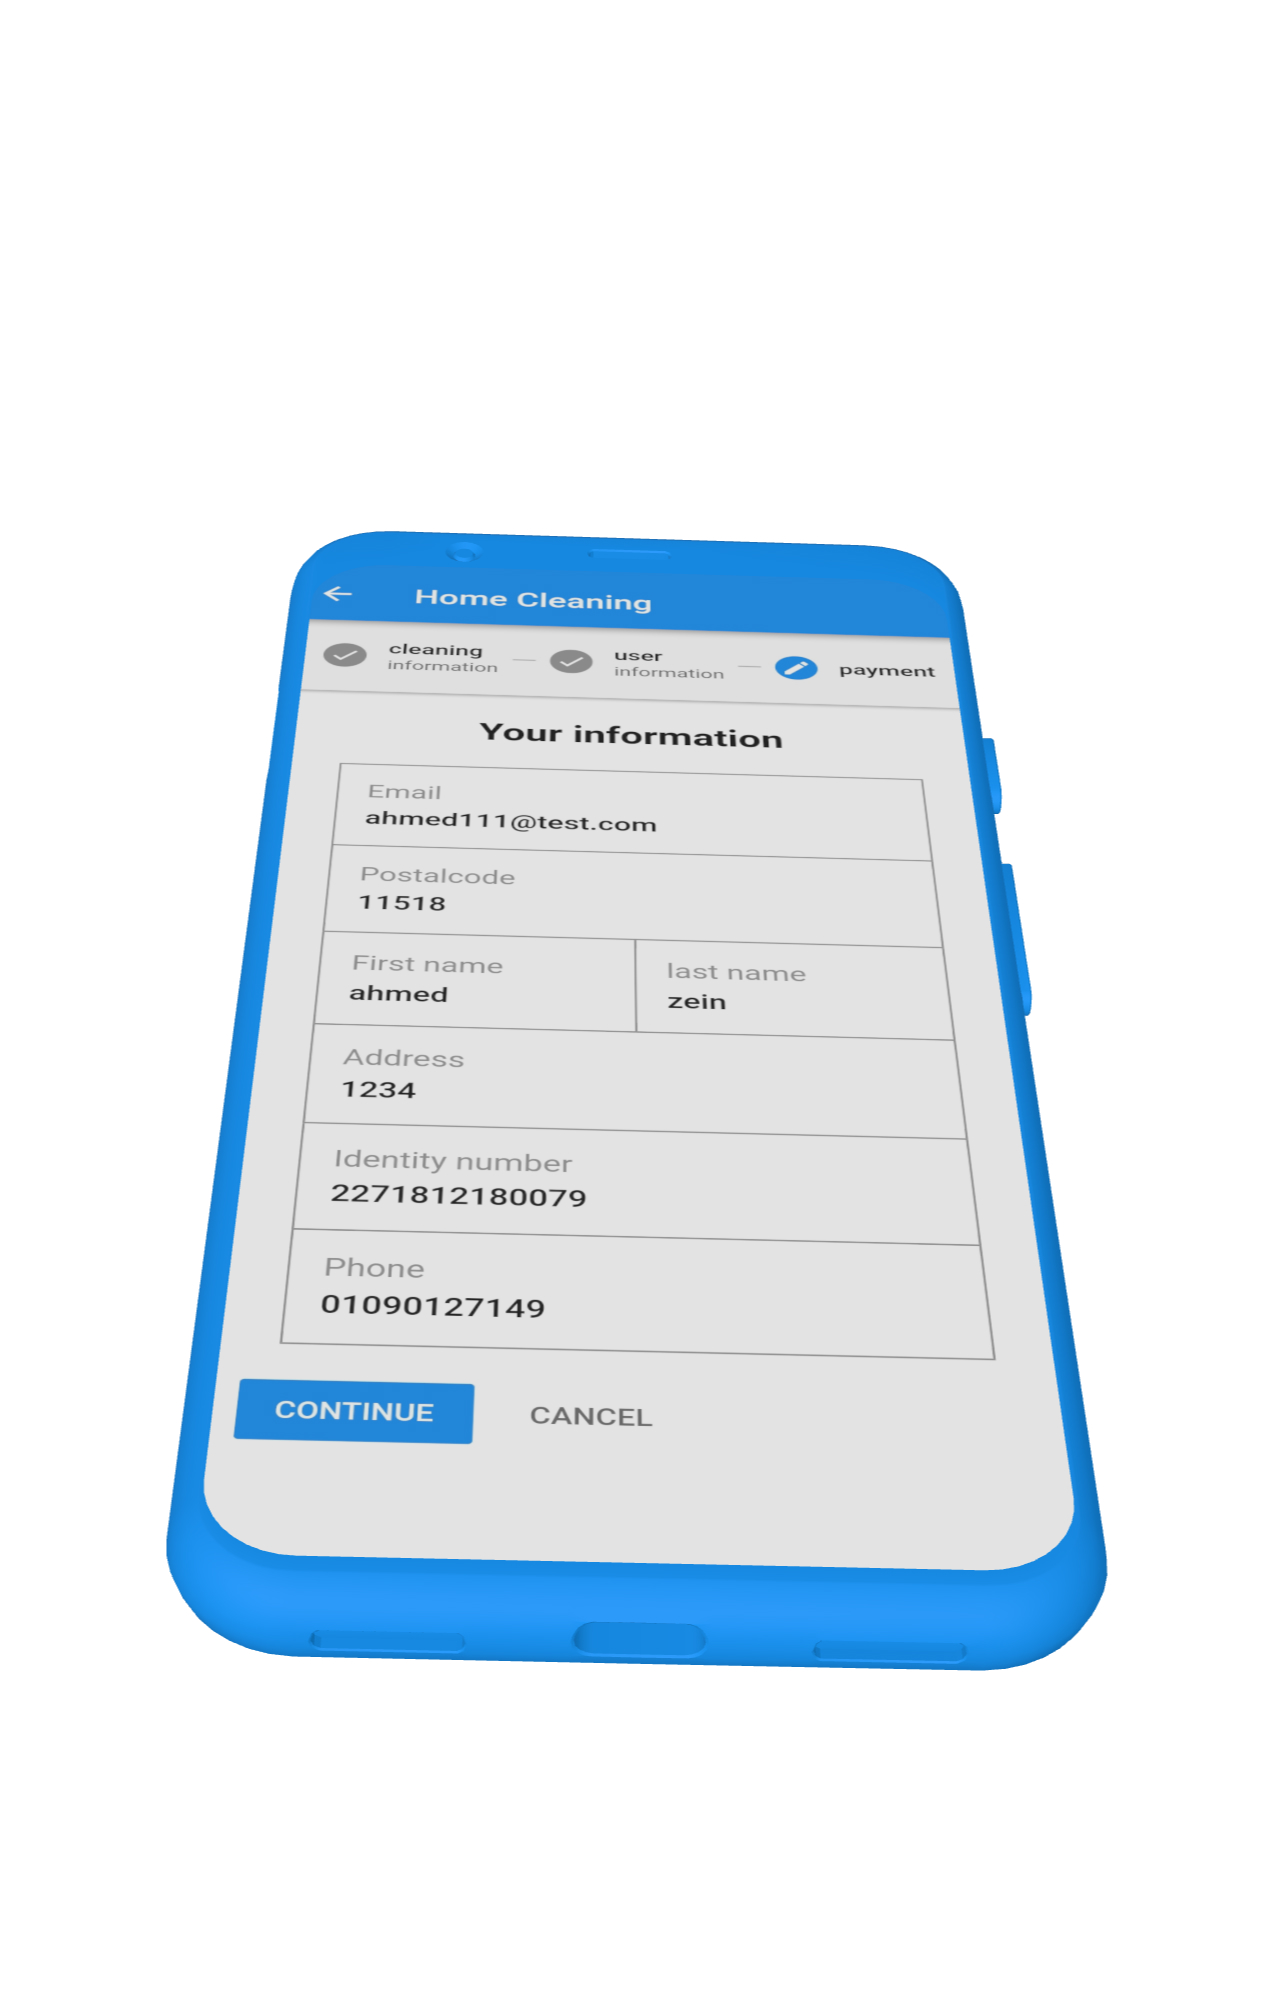 Home Cleaning
cleaning
information
user
information
payment
Your information
Email
ahmed111@test.com
Postalcode
11518
First name
ahmed
last name
zein
Address
1234
Identity number
2271812180079
Phone
01090127149
CONTINUE
CANCEL